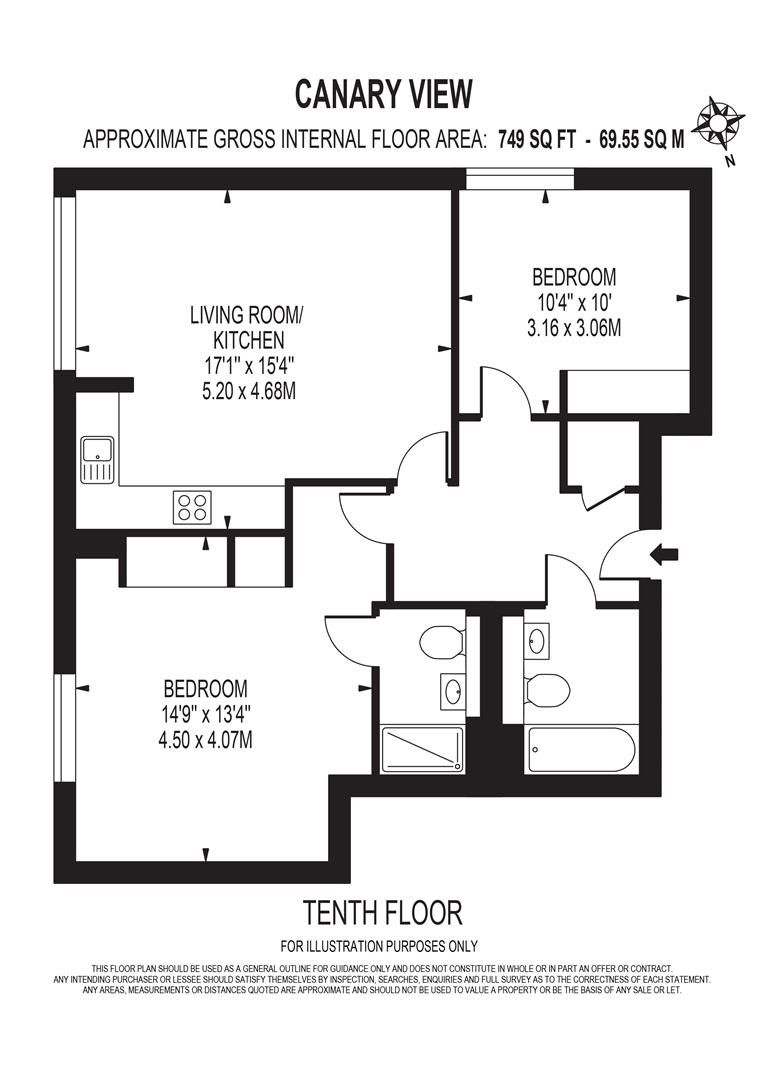 CANARY VIEW
APPROXIMATE GROSS INTERNAL FLOOR AREA: 749 SQ FT - 69.55 SQ M
N
BEDROOM
10'4" x 10'
3.16 x 3.06M
LIVING ROOM/
KITCHEN
17'1" x 15'4"
5.20 x 4.68M
BEDROOM
14'9" x 13'4"
4.50 x 4.07M
TENTH FLOOR
FOR ILLUSTRATION PURPOSES ONLY
THIS FLOOR PLAN SHOULD BE USED AS A GENERAL OUTLINE FOR GUIDANCE ONLY AND DOES NOT CONSTITUTE IN WHOLE OR IN PART AN OFFER OR CONTRACT.
ANY INTENDING PURCHASER OR LESSEE SHOULD SATISFY THEMSELVES BY INSPECTION, SEARCHES, ENQUIRIES AND FULL SURVEY AS TO THE CORRECTNESS OF EACH STATEMENT.
ANY AREAS, MEASUREMENTS OR DISTANCES QUOTED ARE APPROXIMATE AND SHOULD NOT BE USED TO VALUE A PROPERTY OR BE THE BASIS OF ANY SALE OR LET.